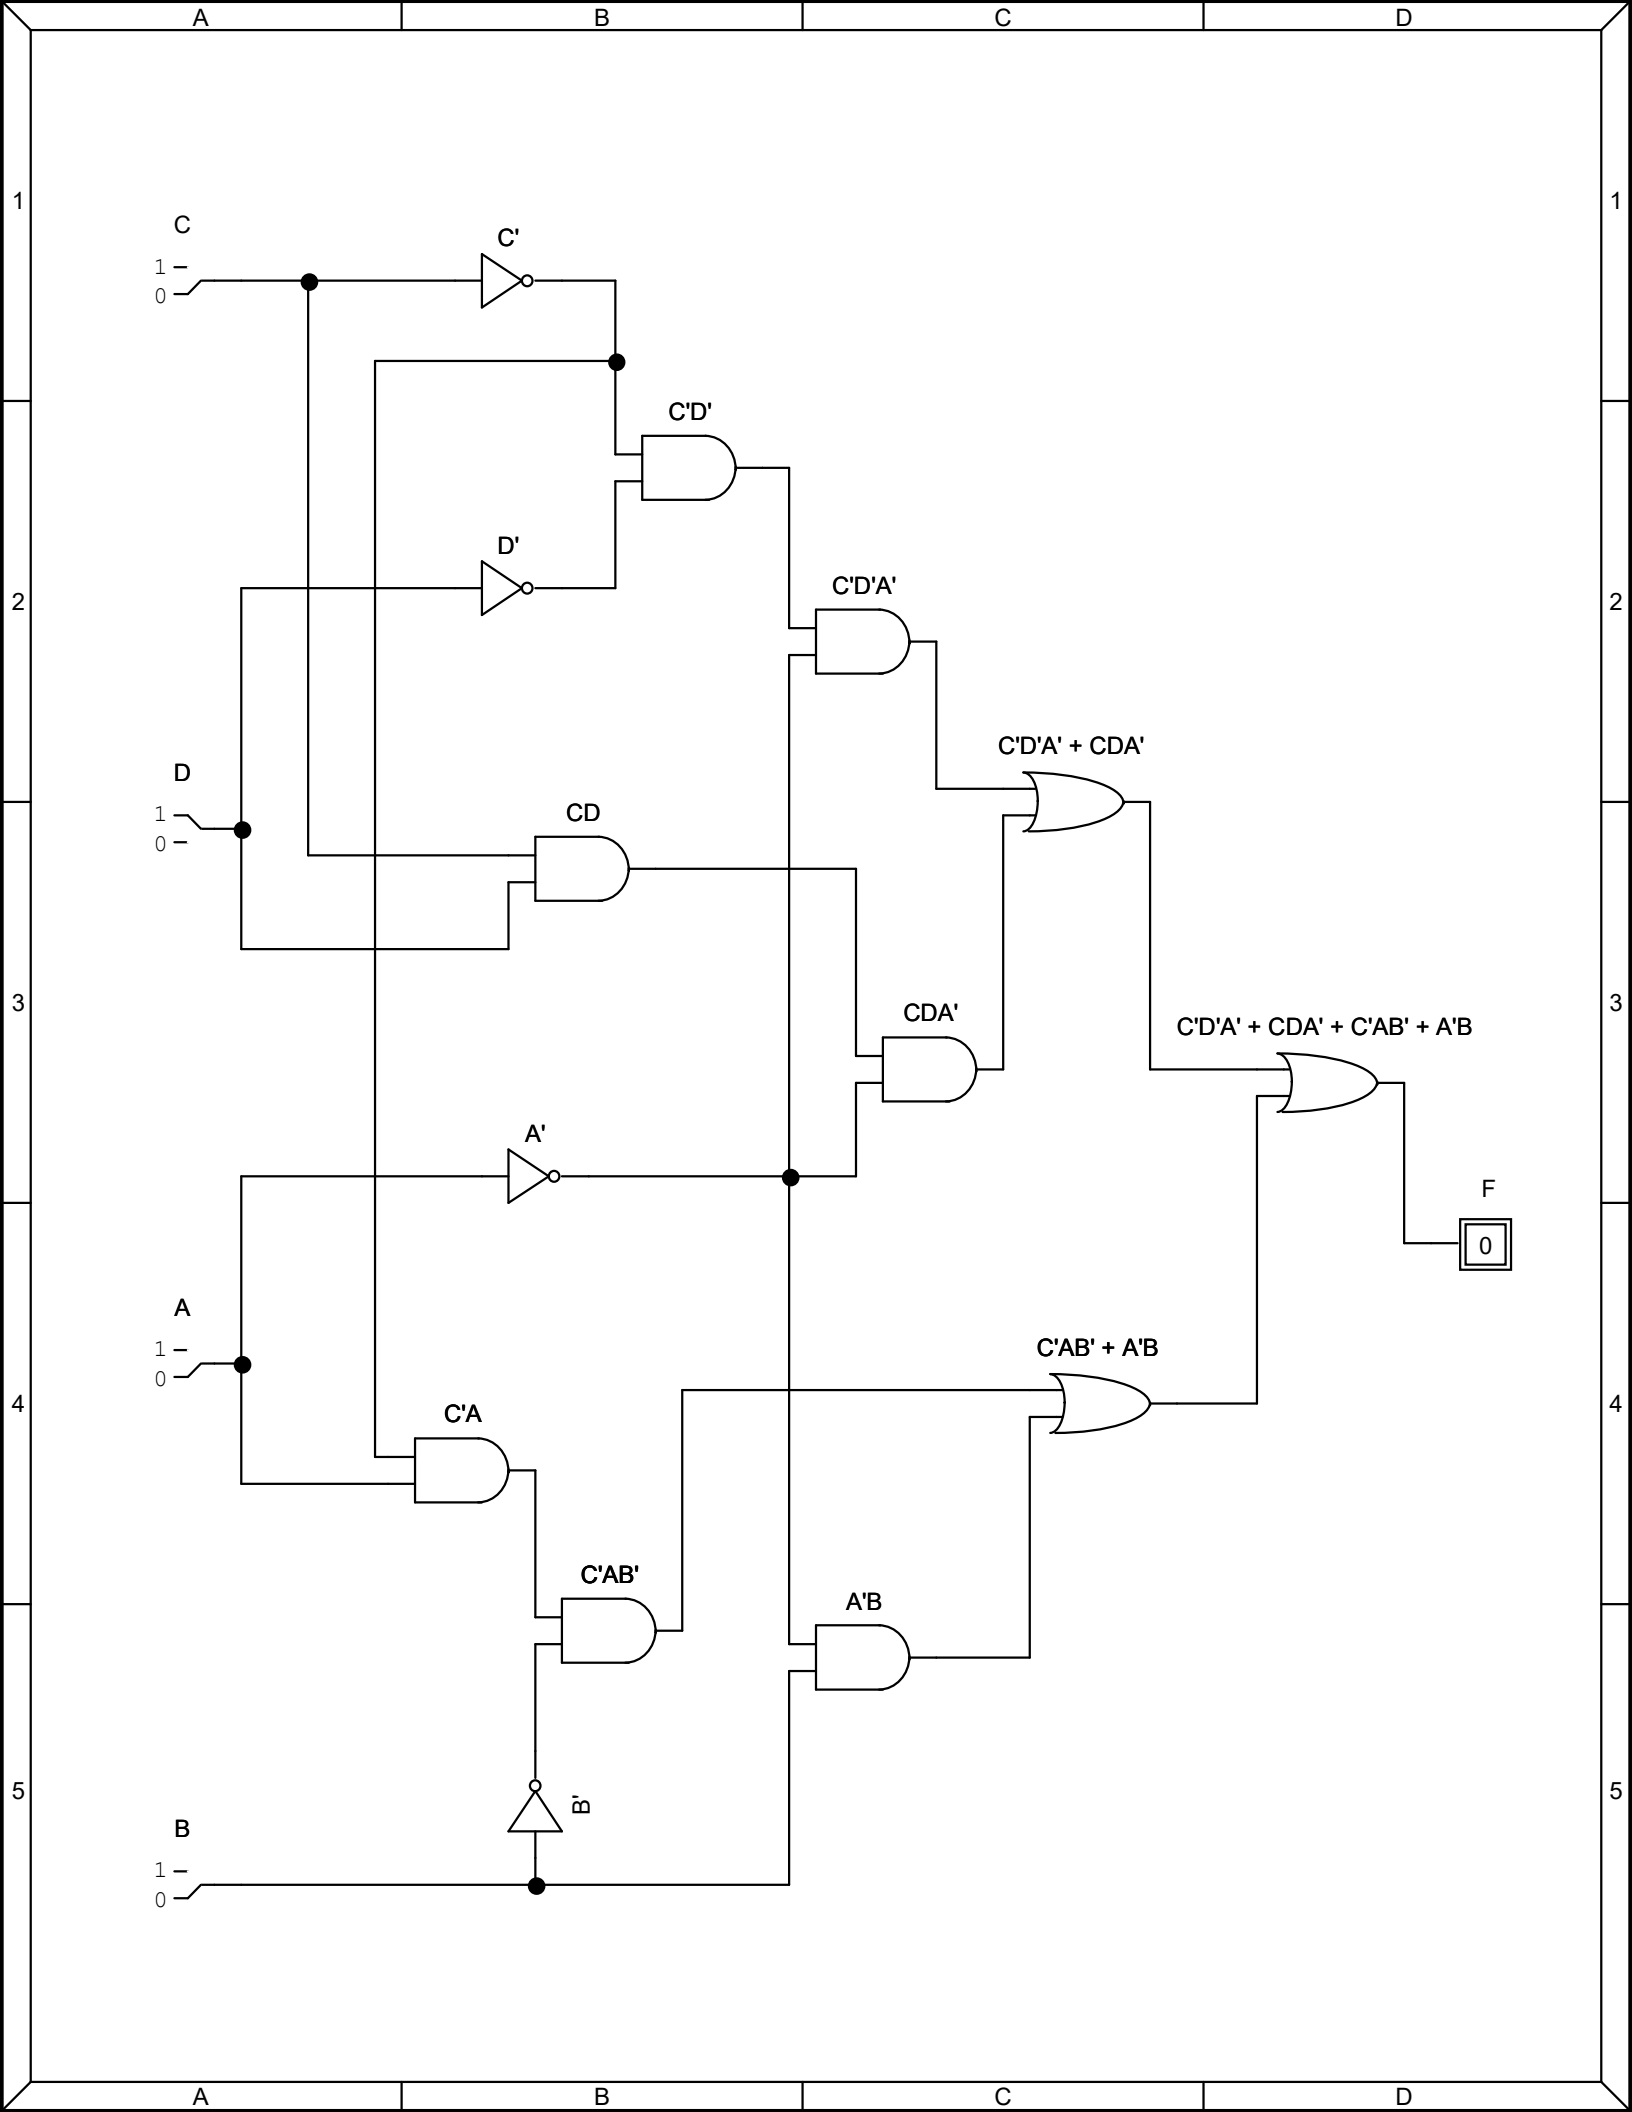 A B C D
1 1
C
1
0
C'
C'D'
D'
2 2
C'D'A'
C'D'A' + CDA'
D
1
0
CD
3 3
CDA'
C'D'A' + CDA' + C'AB' + A'B
A'
F
0
A
1
0
C'AB' + A'B
4 4
C'A
C'AB'
A'B
5 5
B'
B
1
0
A B C D